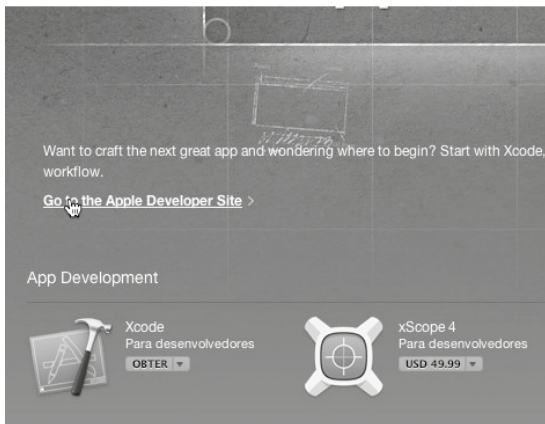 Want to craft the next great app and wondering where to begin? Start with Xcode,
workflow.
Go to the Apple Developer Site >
App Development
Xcode
Para desenvolvedores
OBTER
xScope 4
Para desenvolvedores
USD 49.99